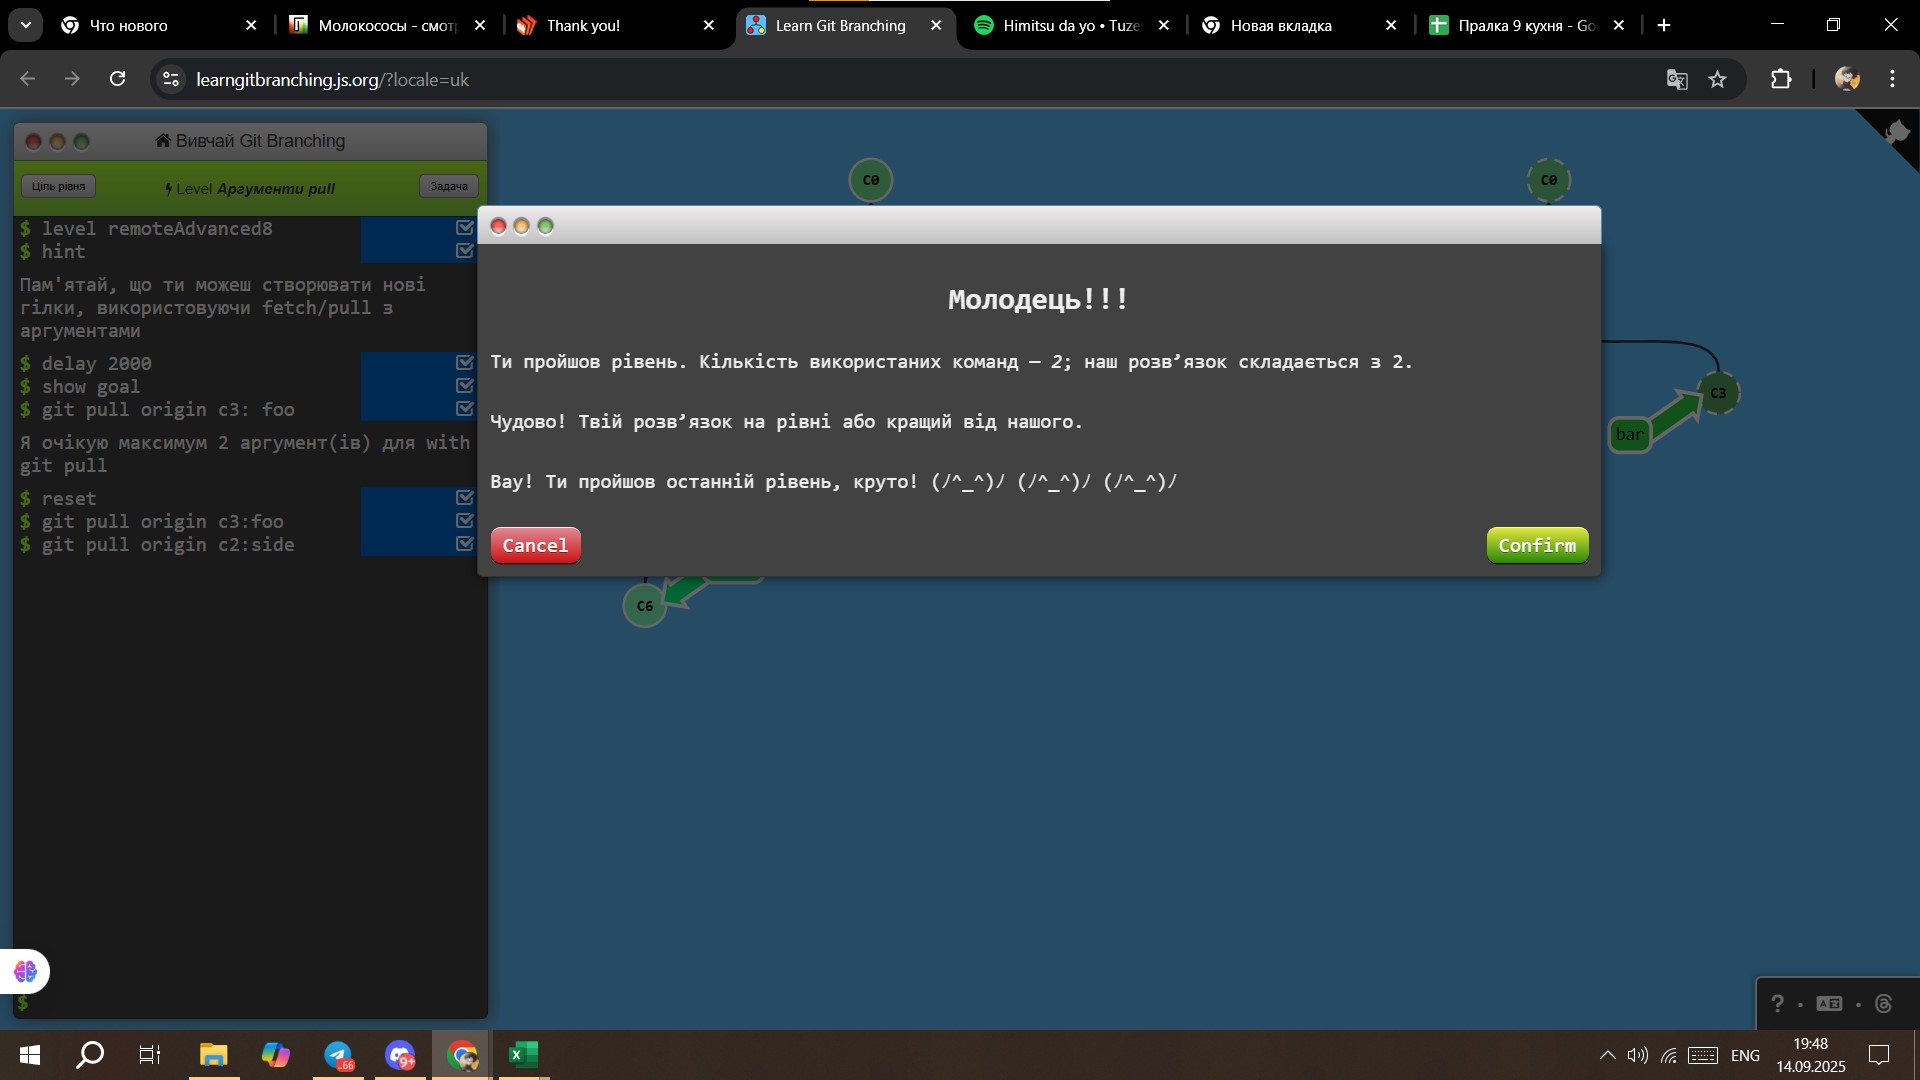 Что нового
Молокососы - смот
Thank you!
Learn Git Branching
Himitsu da yo • Tuze
Новая вкладка
Пралка 9 кухня - Go
learngitbranching.js.org/?locale=uk
Вивчай Git Branching
Ціль рівня
Level Аргументи pull
Задача
$ level remoteAdvanced8
$ hint
Пам'ятай, що ти можеш створювати нові
гілки, використовуючи fetch/pull з
аргументами
$ delay 2000
$ show goal
$ git pull origin c3: foo
Я очікую максимум 2 аргумент(ів) для with
git pull
$ reset
$ git pull origin c3:foo
$ git pull origin c2:side
$
C0
C0
Молодець!!!
Ти пройшов рівень. Кількість використаних команд — 2; наш розв’язок складається з 2.
Чудово! Твій розв’язок на рівні або кращий від нашого.
Вау! Ти пройшов останній рівень, круто! (/^_^)/ (/^_^)/ (/^_^)/
Cancel
Confirm
C3
bar
C6
?
66
9+
ENG
19:48
14.09.2025